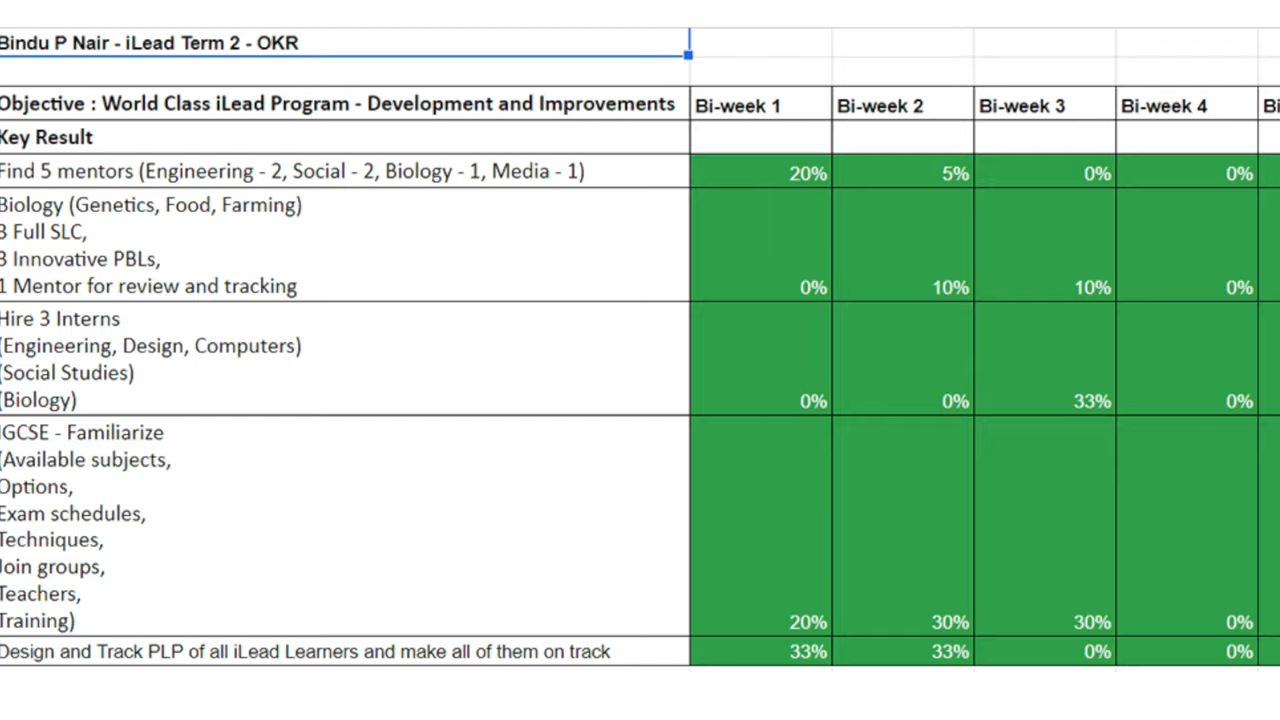 Bindu P Nair - iLead Term 2 - OKR
Objective : World Class iLead Program - Development and Improvements Bi-week 1 Bi-week 2 Bi-week 3 Bi-week 4 Bi
Key Result
Find 5 mentors (Engineering - 2, Social - 2, Biology - 1, Media - 1) 20% 5% 0% 0%
Biology (Genetics, Food, Farming)
3 Full SLC,
3 Innovative PBLs,
1 Mentor for review and tracking 0% 10% 10% 0%
Hire 3 Interns
(Engineering, Design, Computers)
(Social Studies)
(Biology) 0% 0% 33% 0%
IGCSE - Familiarize
(Available subjects,
Options,
Exam schedules,
Techniques,
Join groups,
Teachers,
Training) 20% 30% 30% 0%
Design and Track PLP of all iLead Learners and make all of them on track 33% 33% 0% 0%